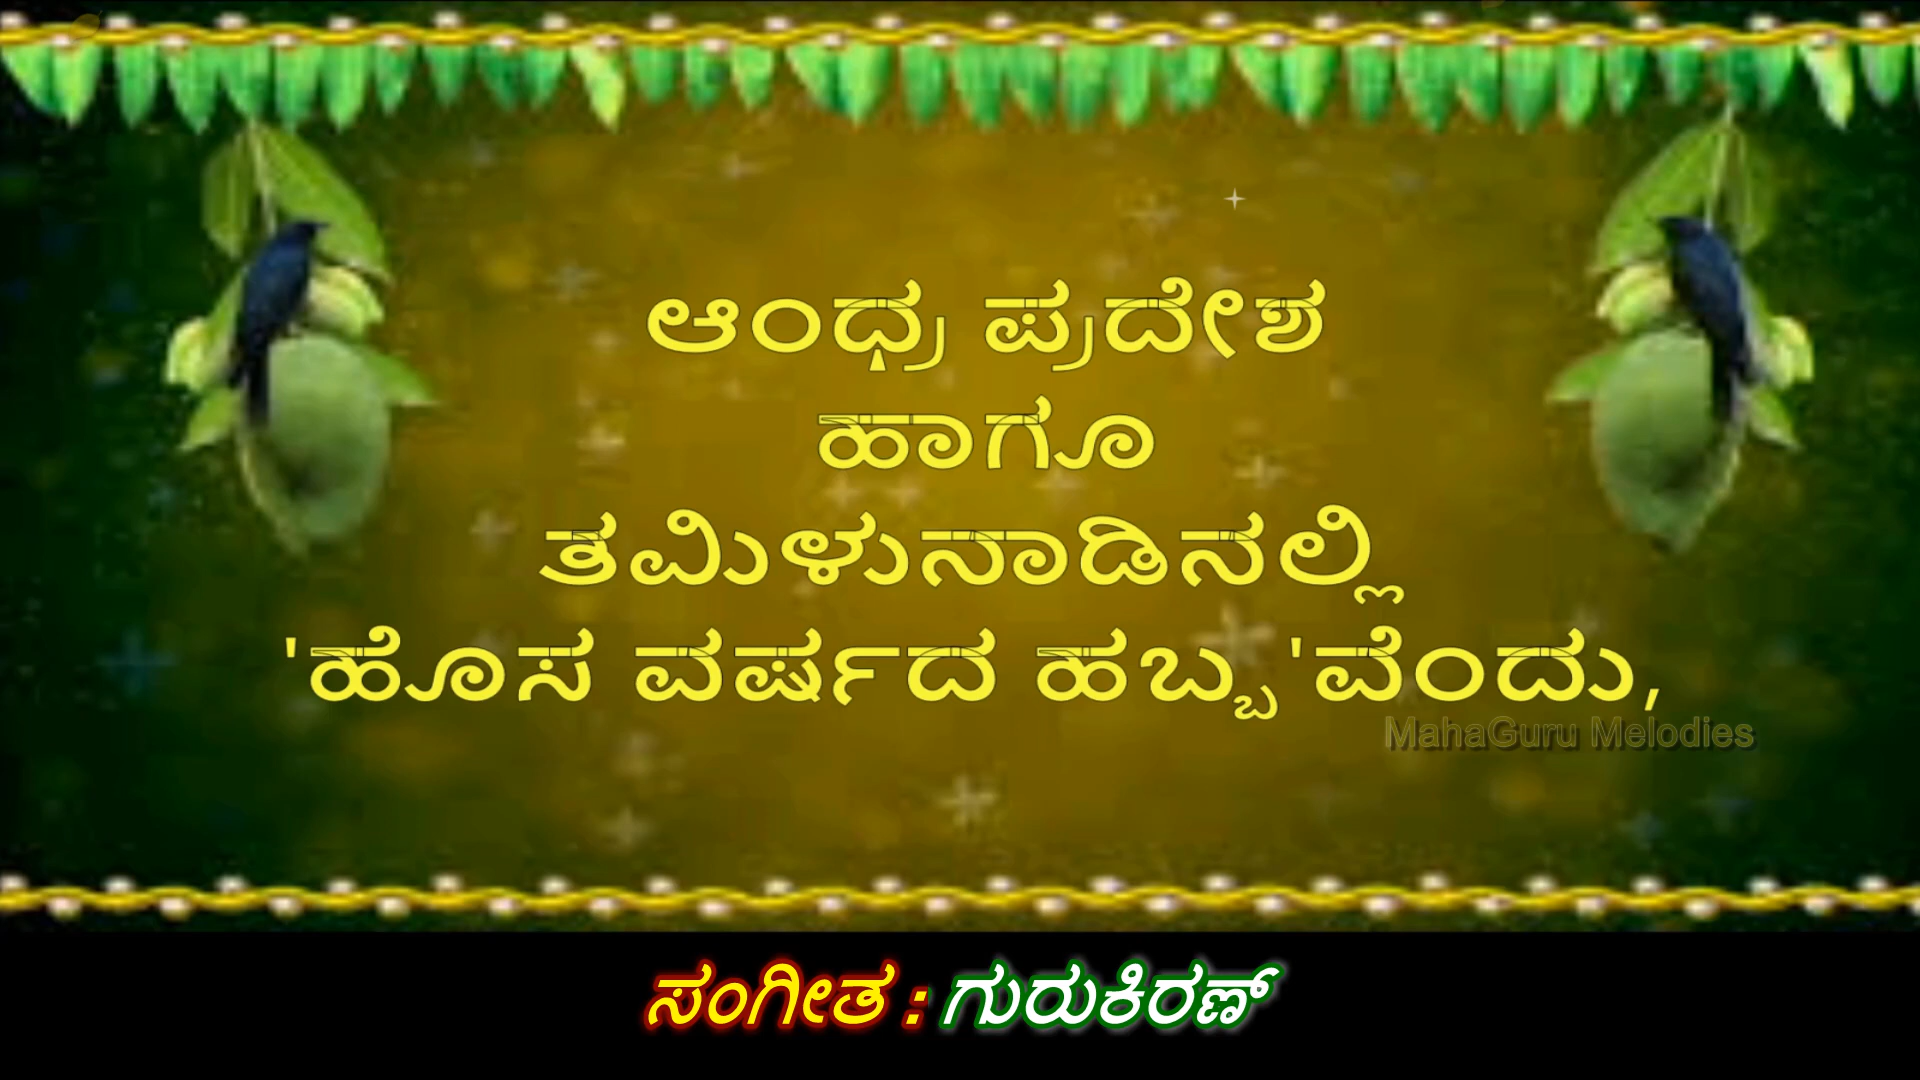 ಆಂಧ್ರ ಪ್ರದೇಶ
ಹಾಗೂ
ತಮಿಳುನಾಡಿನಲ್ಲಿ
'ಹೊಸ ವರ್ಷದ ಹಬ್ಬ'ವೆಂದು,
MahaGuru Melodies
ಸಂಗೀತ : ಗುರುಕಿರಣ್